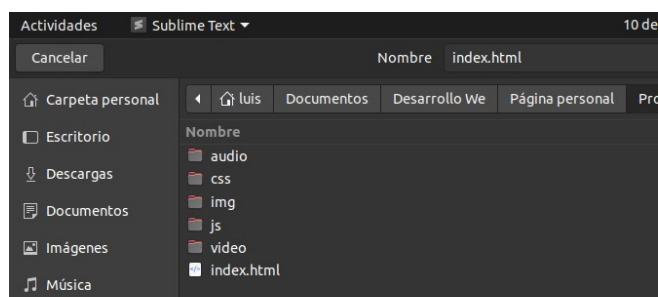 Actividades Sublime Text 10 de
Cancelar Nombre index.html
Carpeta personal luis Documentos Desarrollo We Página personal Pro
Nombre
Escritorio
audio
css
Descargas
img
Documentos
js
Imágenes
video
index.html
Música